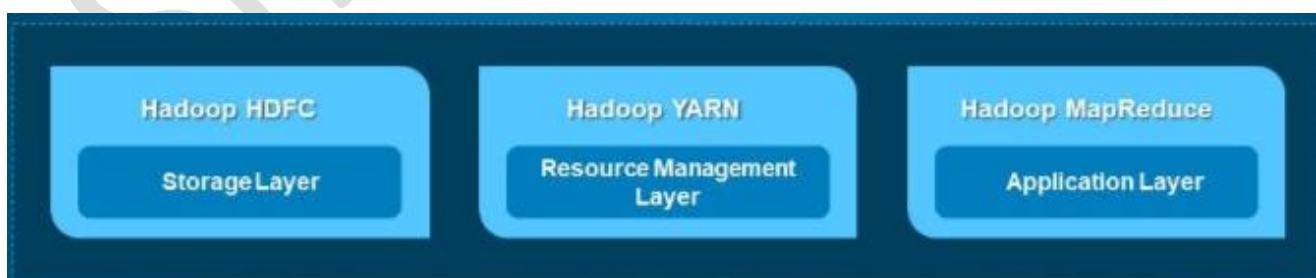 Hadoop HDFC
Storage Layer
Hadoop YARN
Resource Management
Layer
Hadoop MapReduce
Application Layer